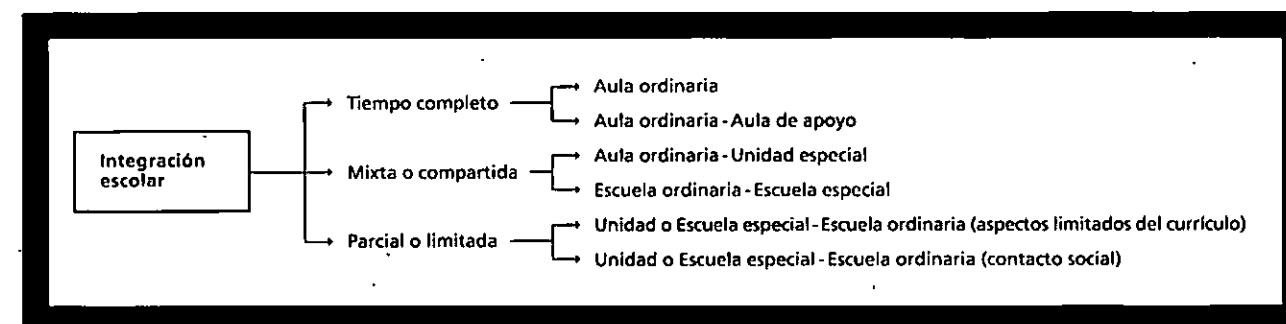 Integración
escolar
Tiempo completo
Aula ordinaria
Aula ordinaria - Aula de apoyo
Mixta o compartida
Aula ordinaria - Unidad especial
Escuela ordinaria - Escuela especial
Parcial o limitada
Unidad o Escuela especial - Escuela ordinaria (aspectos limitados del currículo)
Unidad o Escuela especial - Escuela ordinaria (contacto social)